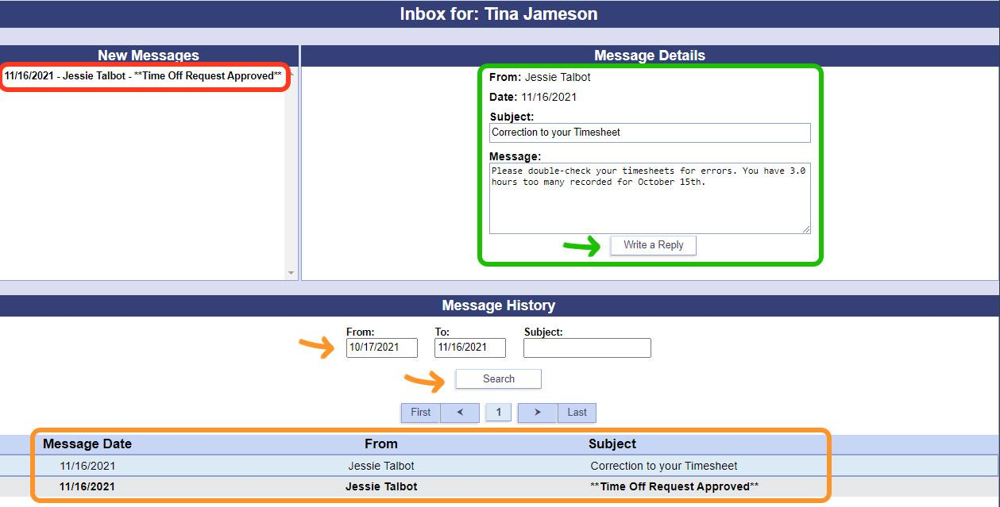 Inbox for: Tina Jameson
New Messages
11/16/2021 - Jessie Talbot - **Time Off Request Approved**
Message Details
From: Jessie Talbot
Date: 11/16/2021
Subject:
Correction to your Timesheet
Message:
Please double-check your timesheets for errors. You have 3.0
hours too many recorded for October 15th.
Write a Reply
Message History
From: To: Subject:
10/17/2021 11/16/2021
Search
First 1 Last
Message Date From Subject
11/16/2021 Jessie Talbot Correction to your Timesheet
11/16/2021 Jessie Talbot **Time Off Request Approved**